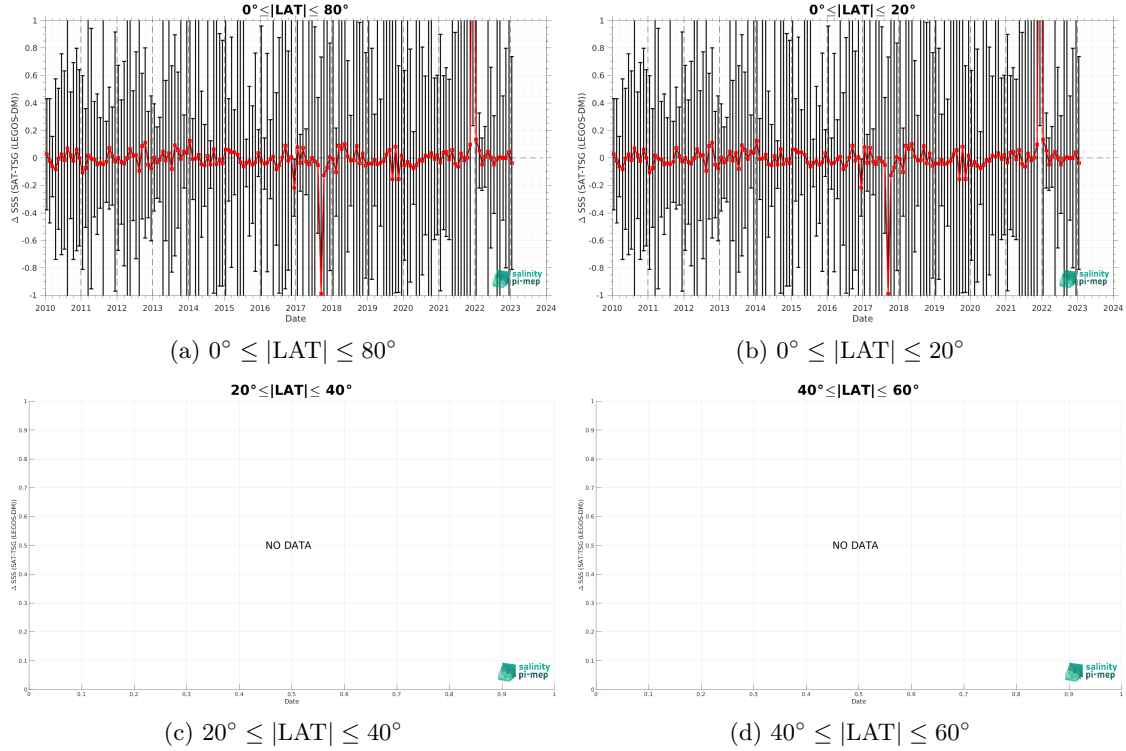 0°≤|LAT|≤ 80°
1
0.8
0.6
0.4
0.2
0
-0.2
-0.4
-0.6
-0.8
-1
Δ SSS (SAT-TSG (LEGOS-DM))
2010 2011 2012 2013 2014 2015 2016 2017 2018 2019 2020 2021 2022 2023 2024
Date
salinity
pi-mep
(a) 0° ≤ |LAT| ≤ 80°
0°≤|LAT|≤ 20°
1
0.8
0.6
0.4
0.2
0
-0.2
-0.4
-0.6
-0.8
-1
Δ SSS (SAT-TSG (LEGOS-DM))
2010 2011 2012 2013 2014 2015 2016 2017 2018 2019 2020 2021 2022 2023 2024
Date
salinity
pi-mep
(b) 0° ≤ |LAT| ≤ 20°
20°≤|LAT|≤ 40°
1
0.9
0.8
0.7
0.6
0.5
0.4
0.3
0.2
0.1
0
Δ SSS (SAT-TSG (LEGOS-DM))
NO DATA
0 0.1 0.2 0.3 0.4 0.5 0.6 0.7 0.8 0.9 1
Date
salinity
pi-mep
(c) 20° ≤ |LAT| ≤ 40°
40°≤|LAT|≤ 60°
1
0.9
0.8
0.7
0.6
0.5
0.4
0.3
0.2
0.1
0
Δ SSS (SAT-TSG (LEGOS-DM))
NO DATA
0 0.1 0.2 0.3 0.4 0.5 0.6 0.7 0.8 0.9 1
Date
salinity
pi-mep
(d) 40° ≤ |LAT| ≤ 60°